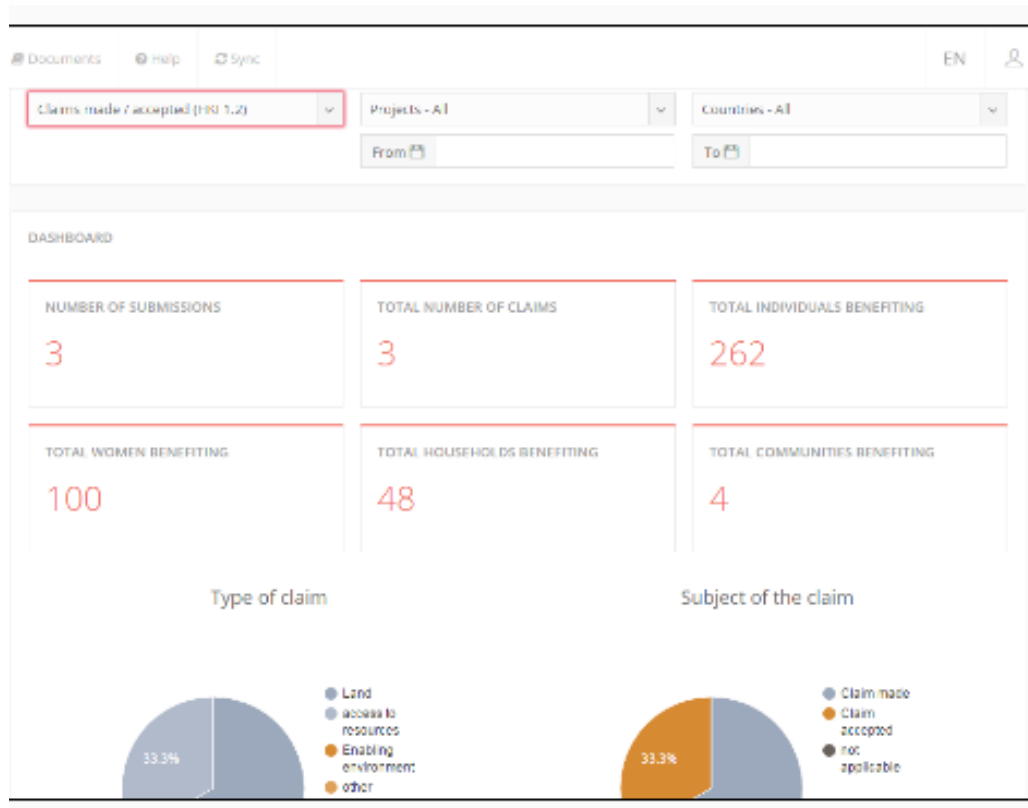 Documents Help Sync EN
Claims made / accepted (HKI 1.2) Projects - All Countries - All
From To
DASHBOARD
NUMBER OF SUBMISSIONS TOTAL NUMBER OF CLAIMS TOTAL INDIVIDUALS BENEFITING
3 3 262
TOTAL WOMEN BENEFITING TOTAL HOUSEHOLDS BENEFITING TOTAL COMMUNITIES BENEFITING
100 48 4
Type of claim Subject of the claim
Land
access to
resources
Enabling
environment
other
33.3%
Claim made
Claim
accepted
not
applicable
33.3%